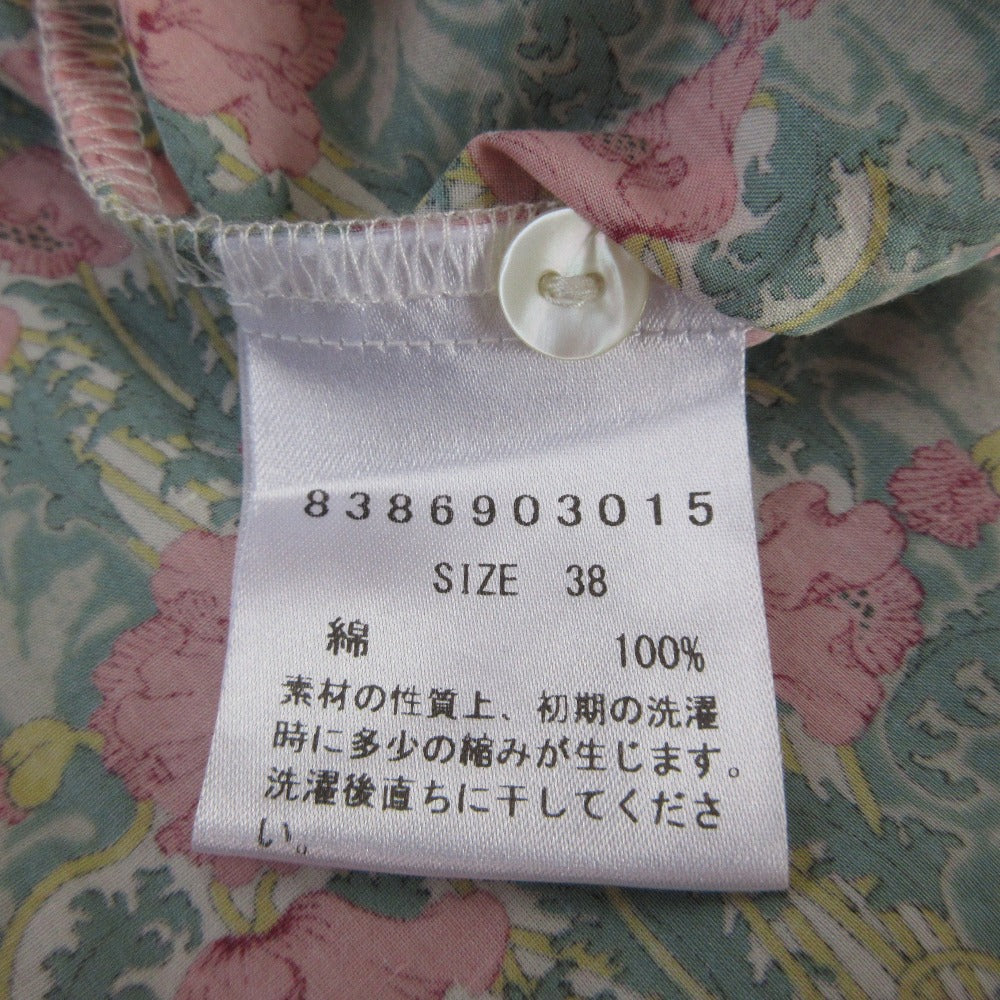 8386903015
SIZE 38
綿 100%
素材の性質上、初期の洗濯
時に多少の縮みが生じます。
洗濯後直ちに干してくださ
い。